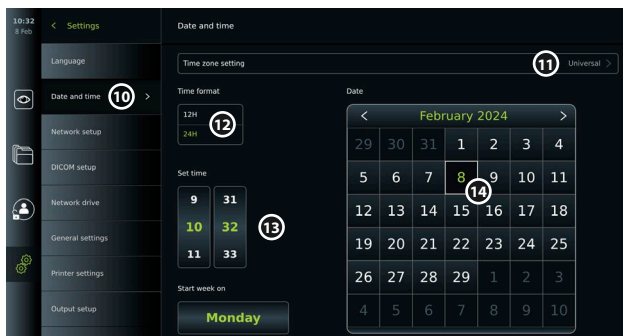 10:32
8 Feb
< Settings
Date and time
Language
Date and time 10 >
Network setup
DICOM setup
Network drive
General settings
Printer settings
Output setup
Time zone setting 11 Universal >
Time format
12H
24H
12
Set time
9 31
10 32
11 33
13
Start week on
Monday
Date
< February 2024 >
29 30 31 1 2 3 4
5 6 7 8 9 10 11
14
12 13 14 15 16 17 18
19 20 21 22 23 24 25
26 27 28 29 1 2 3
4 5 6 7 8 9 10